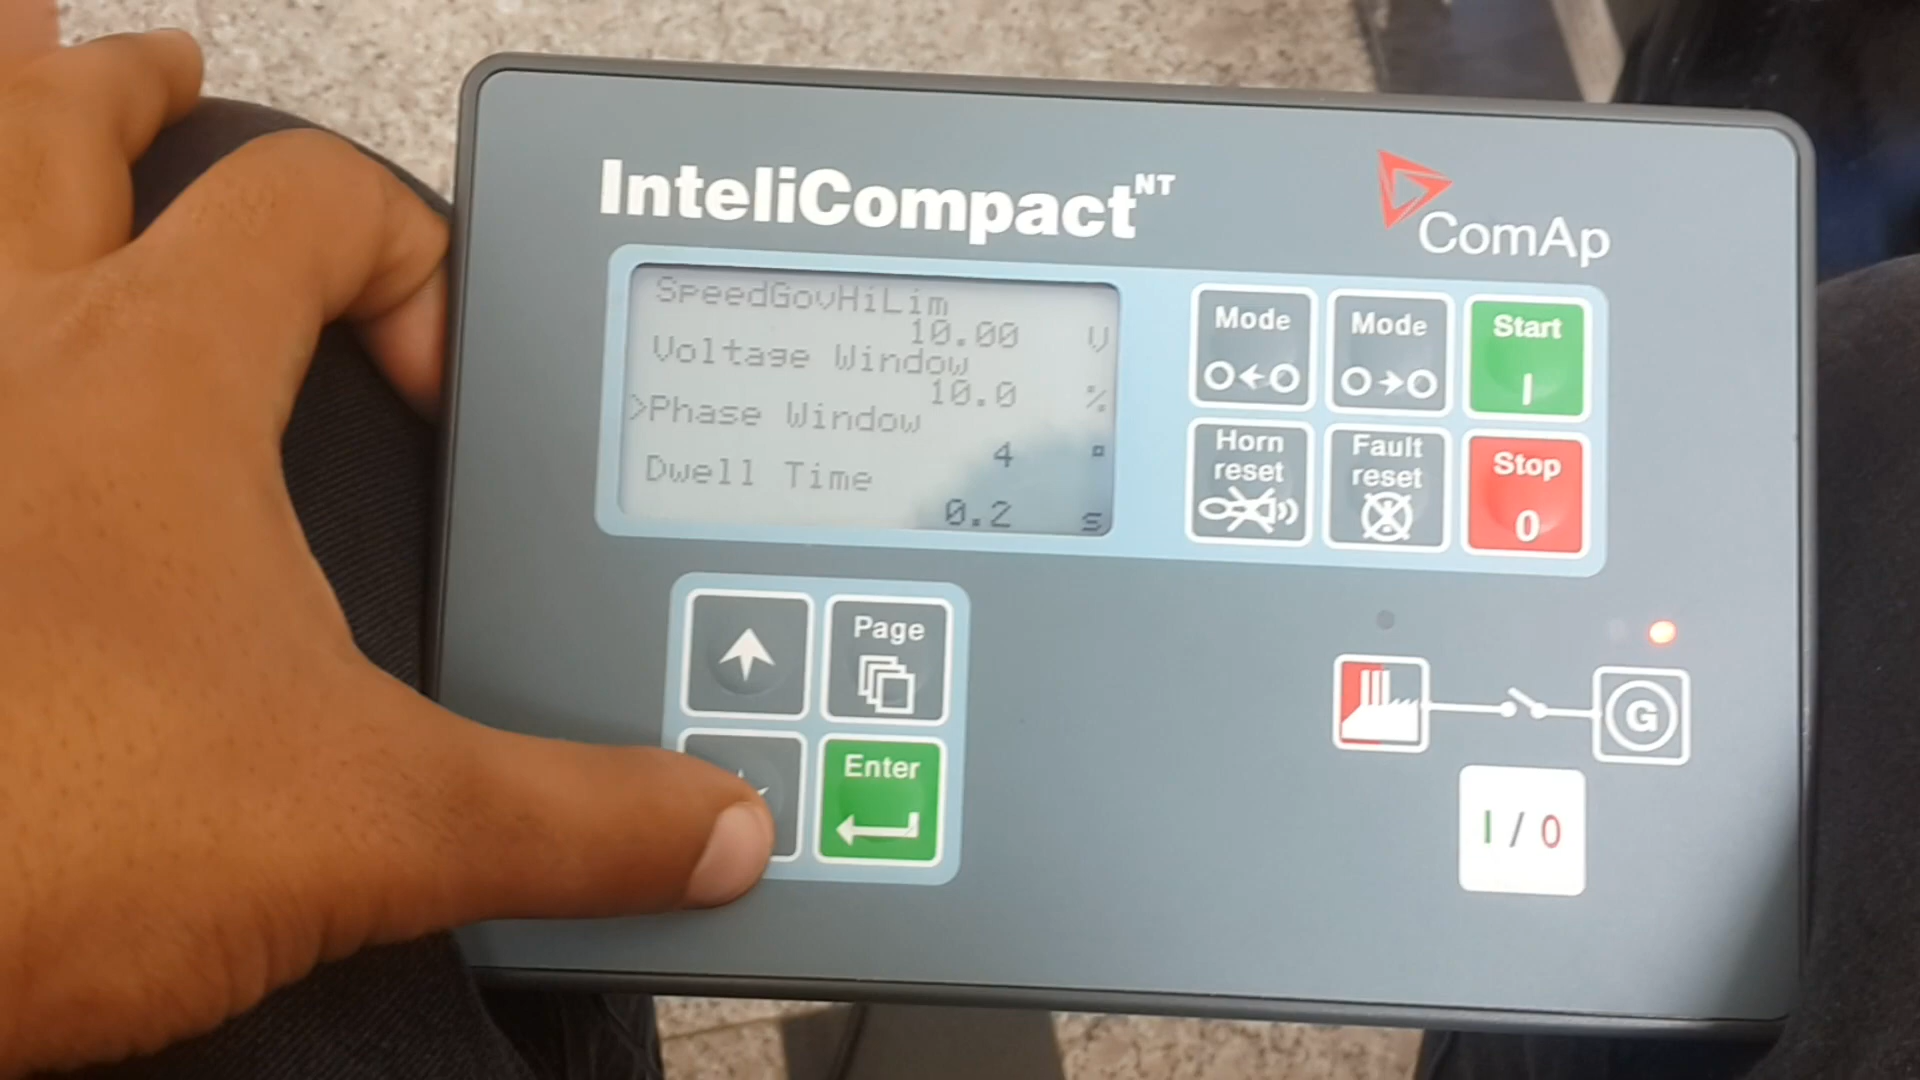 InteliCompact NT
ComAp
SpeedGovHiLim
10.00 V
Voltage Window
10.0 %
>Phase Window
4 °
Dwell Time
0.2 s
Mode
Mode
Start
I
Horn reset
Fault reset
Stop
0
Page
Enter
G
I / 0